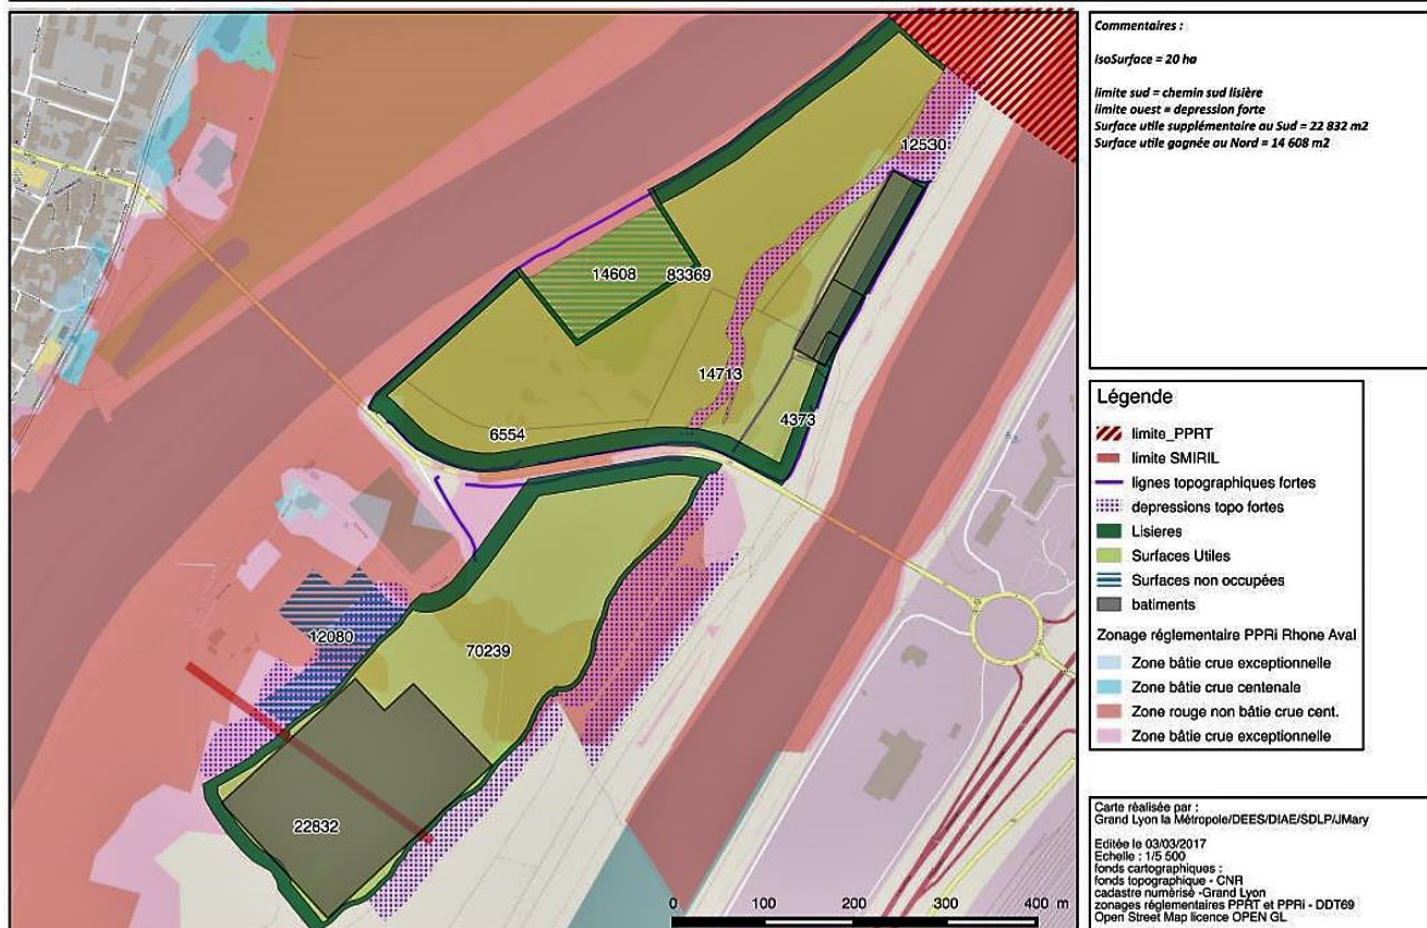 Commentaires :
isoSurface = 20 ha
limite sud = chemin sud lisière
limite ouest = depression forte
Surface utile supplémentaire au Sud = 22 832 m2
Surface utile gagnée au Nord = 14 608 m2
12530
14608
83369
14713
4373
6554
12080
70239
22832
0 100 200 300 400 m
Légende
limite_PPRT
limite SMIRIL
lignes topographiques fortes
depressions topo fortes
Lisieres
Surfaces Utiles
Surfaces non occupées
batiments
Zonage réglementaire PPRi Rhone Aval
Zone bâtie crue exceptionnelle
Zone bâtie crue centenale
Zone rouge non bâtie crue cent.
Zone bâtie crue exceptionnelle
Carte réalisée par :
Grand Lyon la Métropole/DEES/DIAE/SDLP/JMary
Editée le 03/03/2017
Echelle : 1/5 500
fonds cartographiques :
fonds topographique - CNR
cadastre numérisé -Grand Lyon
zonages réglementaires PPRT et PPRi - DDT69
Open Street Map licence OPEN GL